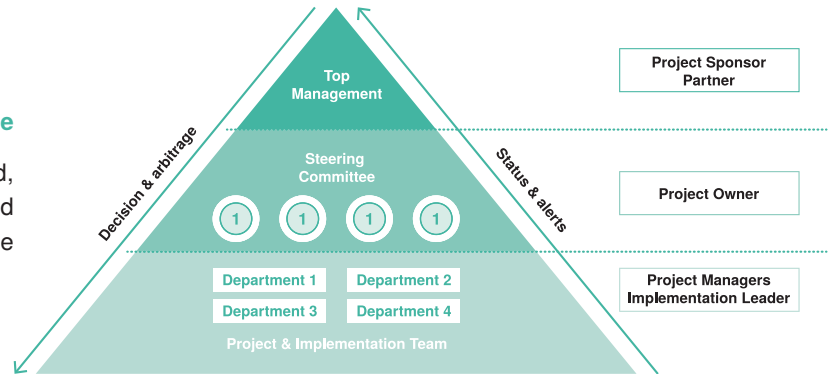 e
d,
d
e
Top
Management
Project Sponsor
Partner
Decision & arbitrage
Status & alerts
Steering
Committee
1 1 1 1
Project Owner
Department 1 Department 2
Department 3 Department 4
Project & Implementation Team
Project Managers
Implementation Leader